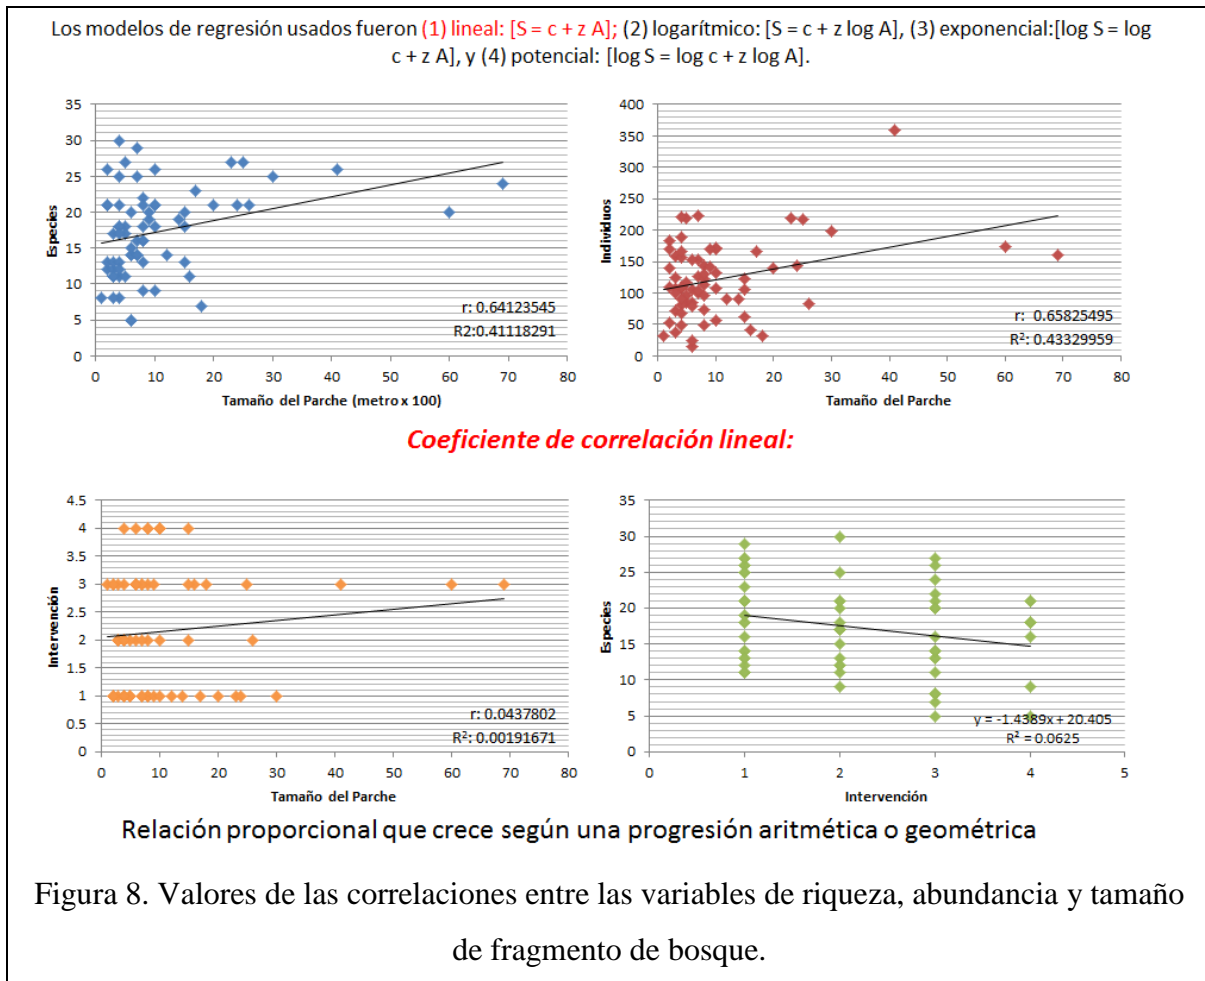 Los modelos de regresión usados fueron (1) lineal: [S = c + z A]; (2) logarítmico: [S = c + z log A], (3) exponencial:[log S = log
c + z A], y (4) potencial: [log S = log c + z log A].
35
30
25
20
15
10
5
0
Especies
r: 0.64123545
R2:0.41118291
0 10 20 30 40 50 60 70 80
Tamaño del Parche (metro x 100)
400
350
300
250
200
150
100
50
0
Individuos
r: 0.65825495
R²: 0.43329959
0 10 20 30 40 50 60 70 80
Tamaño del Parche
Coeficiente de correlación lineal:
4.5
4
3.5
3
2.5
2
1.5
1
0.5
0
Intervención
r: 0.0437802
R²: 0.00191671
0 10 20 30 40 50 60 70 80
Tamaño del Parche
35
30
25
20
15
10
5
0
Especies
y = -1.4389x + 20.405
R² = 0.0625
0 1 2 3 4 5
Intervención
Relación proporcional que crece según una progresión aritmética o geométrica
Figura 8. Valores de las correlaciones entre las variables de riqueza, abundancia y tamaño
de fragmento de bosque.